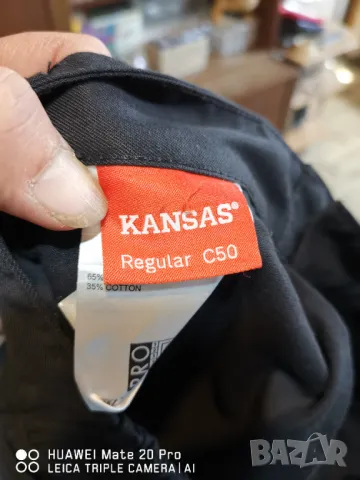 KANSAS®
Regular C50
65%
35% COTTON
PRO
HUAWEI Mate 20 Pro
LEICA TRIPLE CAMERA | AI
bazar